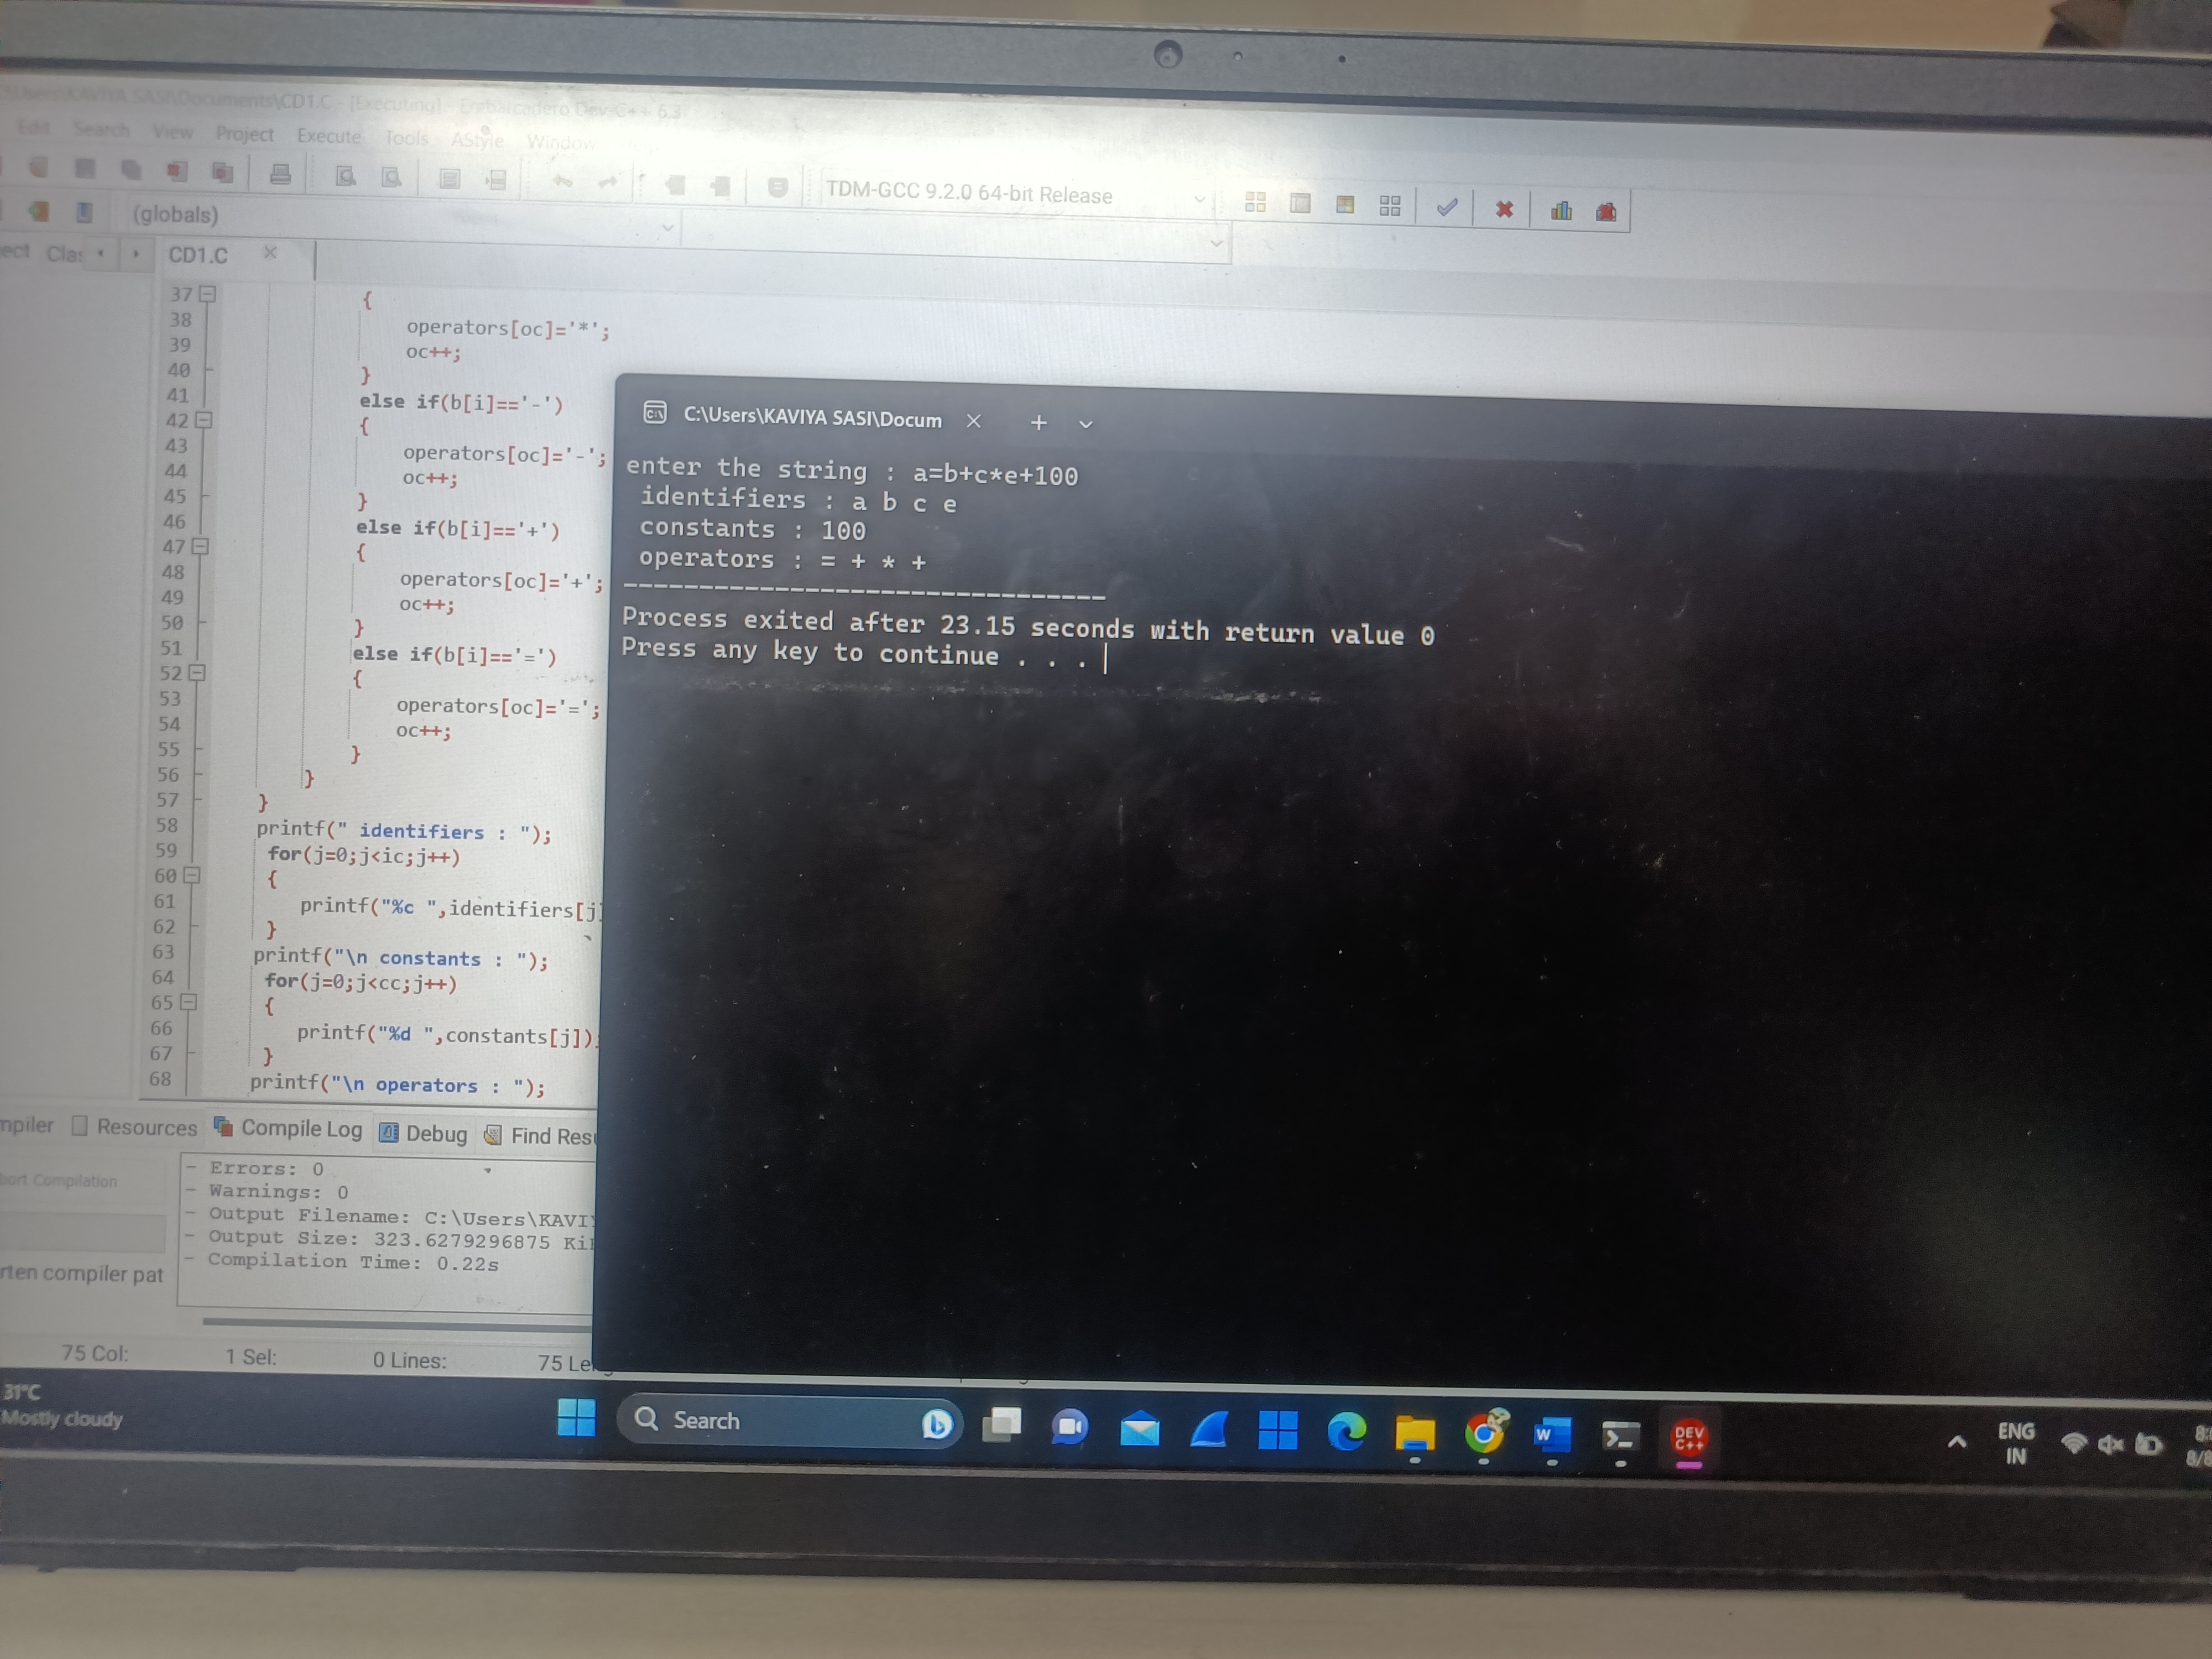 \Users\KAVIYA SASI\Documents\CD1.C - [Executing] - Embarcadero Dev-C++ 6.3
Edit Search View Project Execute Tools AStyle Window
TDM-GCC 9.2.0 64-bit Release
(globals)
CD1.C
37 {
38 operators[oc]='*';
39 oc++;
40 }
41 else if(b[i]=='-')
42 {
43 operators[oc]='-';
44 oc++;
45 }
46 else if(b[i]=='+')
47 {
48 operators[oc]='+';
49 oc++;
50 }
51 else if(b[i]=='=')
52 {
53 operators[oc]='=';
54 oc++;
55 }
56 }
57 }
58 printf(" identifiers : ");
59 for(j=0;j<ic;j++)
60 {
61 printf("%c ",identifiers[j]
62 }
63 printf("\n constants : ");
64 for(j=0;j<cc;j++)
65 {
66 printf("%d ",constants[j]);
67 }
68 printf("\n operators : ");
C:\Users\KAVIYA SASI\Docum
enter the string : a=b+c*e+100
identifiers : a b c e
constants : 100
operators : = + * +
--------------------------------
Process exited after 23.15 seconds with return value 0
Press any key to continue . . .
mpiler Resources Compile Log Debug Find Resu
bort Compilation
rten compiler pat
- Errors: 0
- Warnings: 0
- Output Filename: C:\Users\KAVIY
- Output Size: 323.6279296875 Ki
- Compilation Time: 0.22s
75 Col: 1 Sel: 0 Lines: 75 Le
31°C
Mostly cloudy
Search
W
DEV
C++
ENG
IN